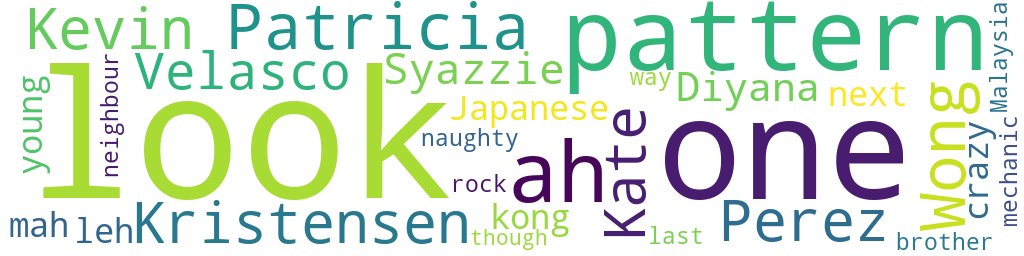 Kevin Patricia pattern
Velasco Syazzie way Diyana next
young neighbour look Japanese one Wong Malaysia
naughty ah Kate crazy mechanic
rock
mah leh Kristensen kong Perez
though last brother